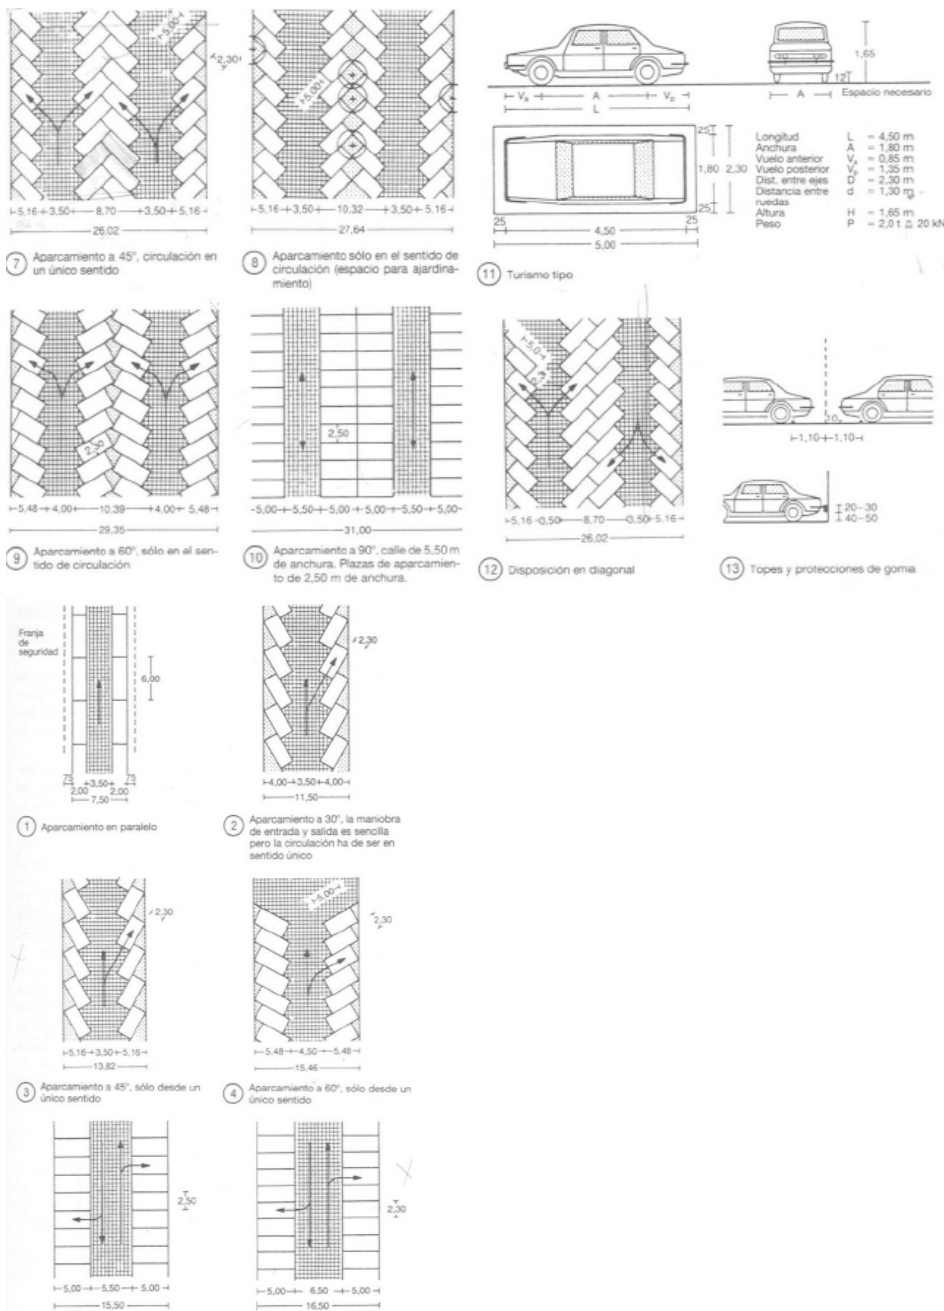 5,00
5,00
2,30
5,16 3,50 8,70 3,50 5,16
26,02
7 Aparcamiento a 45º, circulación en
un único sentido
5,16 3,50 10,32 3,50 5,16
27,64
8 Aparcamiento sólo en el sentido de
circulación (espacio para ajardina-
miento)
1,65
12
Vₐ A Vₚ
L
A
Espacio necesario
25
1,80 2,30
25
25 4,50 25
5,00
Longitud L = 4,50 m
Anchura A = 1,80 m
Vuelo anterior Vₐ = 0,85 m
Vuelo posterior Vₚ = 1,35 m
Dist. entre ejes D = 2,30 m
Distancia entre d = 1,30 m
ruedas
Altura H = 1,65 m
Peso P = 2,0 t ≙ 20 kN
11 Turismo tipo
2,30
5,48 4,00 10,39 4,00 5,48
29,35
9 Aparcamiento a 60º, sólo en el sen-
tido de circulación
2,50
5,00 5,50 5,00 5,00 5,50 5,00
31,00
10 Aparcamiento a 90º, calle de 5,50 m
de anchura. Plazas de aparcamien-
to de 2,50 m de anchura.
5,0
2,3
5,16 3,50 8,70 3,50 5,16
26,02
12 Disposición en diagonal
10
1,10 1,10
20-30
40-50
13 Topes y protecciones de goma
Franja
de
seguridad
6,00
75 3,50 75
2,00 2,00
7,50
1 Aparcamiento en paralelo
2,30
4,00 3,50 4,00
11,50
2 Aparcamiento a 30º, la maniobra
de entrada y salida es sencilla
pero la circulación ha de ser en
sentido único
2,30
5,16 3,50 5,16
13,82
3 Aparcamiento a 45º, sólo desde un
único sentido
5,00
2,30
5,48 4,50 5,48
15,46
4 Aparcamiento a 60º, sólo desde un
único sentido
2,50
5,00 5,50 5,00
15,50
2,30
5,00 6,50 5,00
16,50